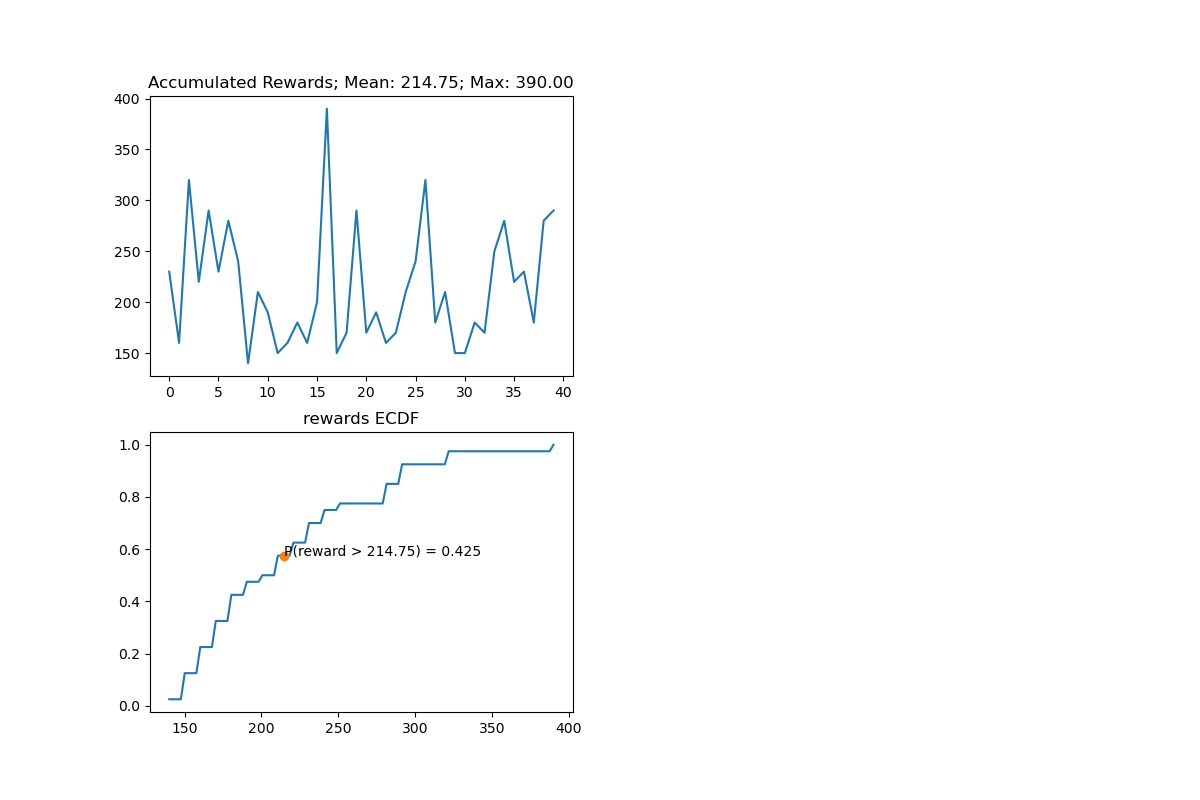 Accumulated Rewards; Mean: 214.75; Max: 390.00
400
350
300
250
200
150
0 5 10 15 20 25 30 35 40
rewards ECDF
1.0
0.8
0.6
P(reward > 214.75) = 0.425
0.4
0.2
0.0
150 200 250 300 350 400